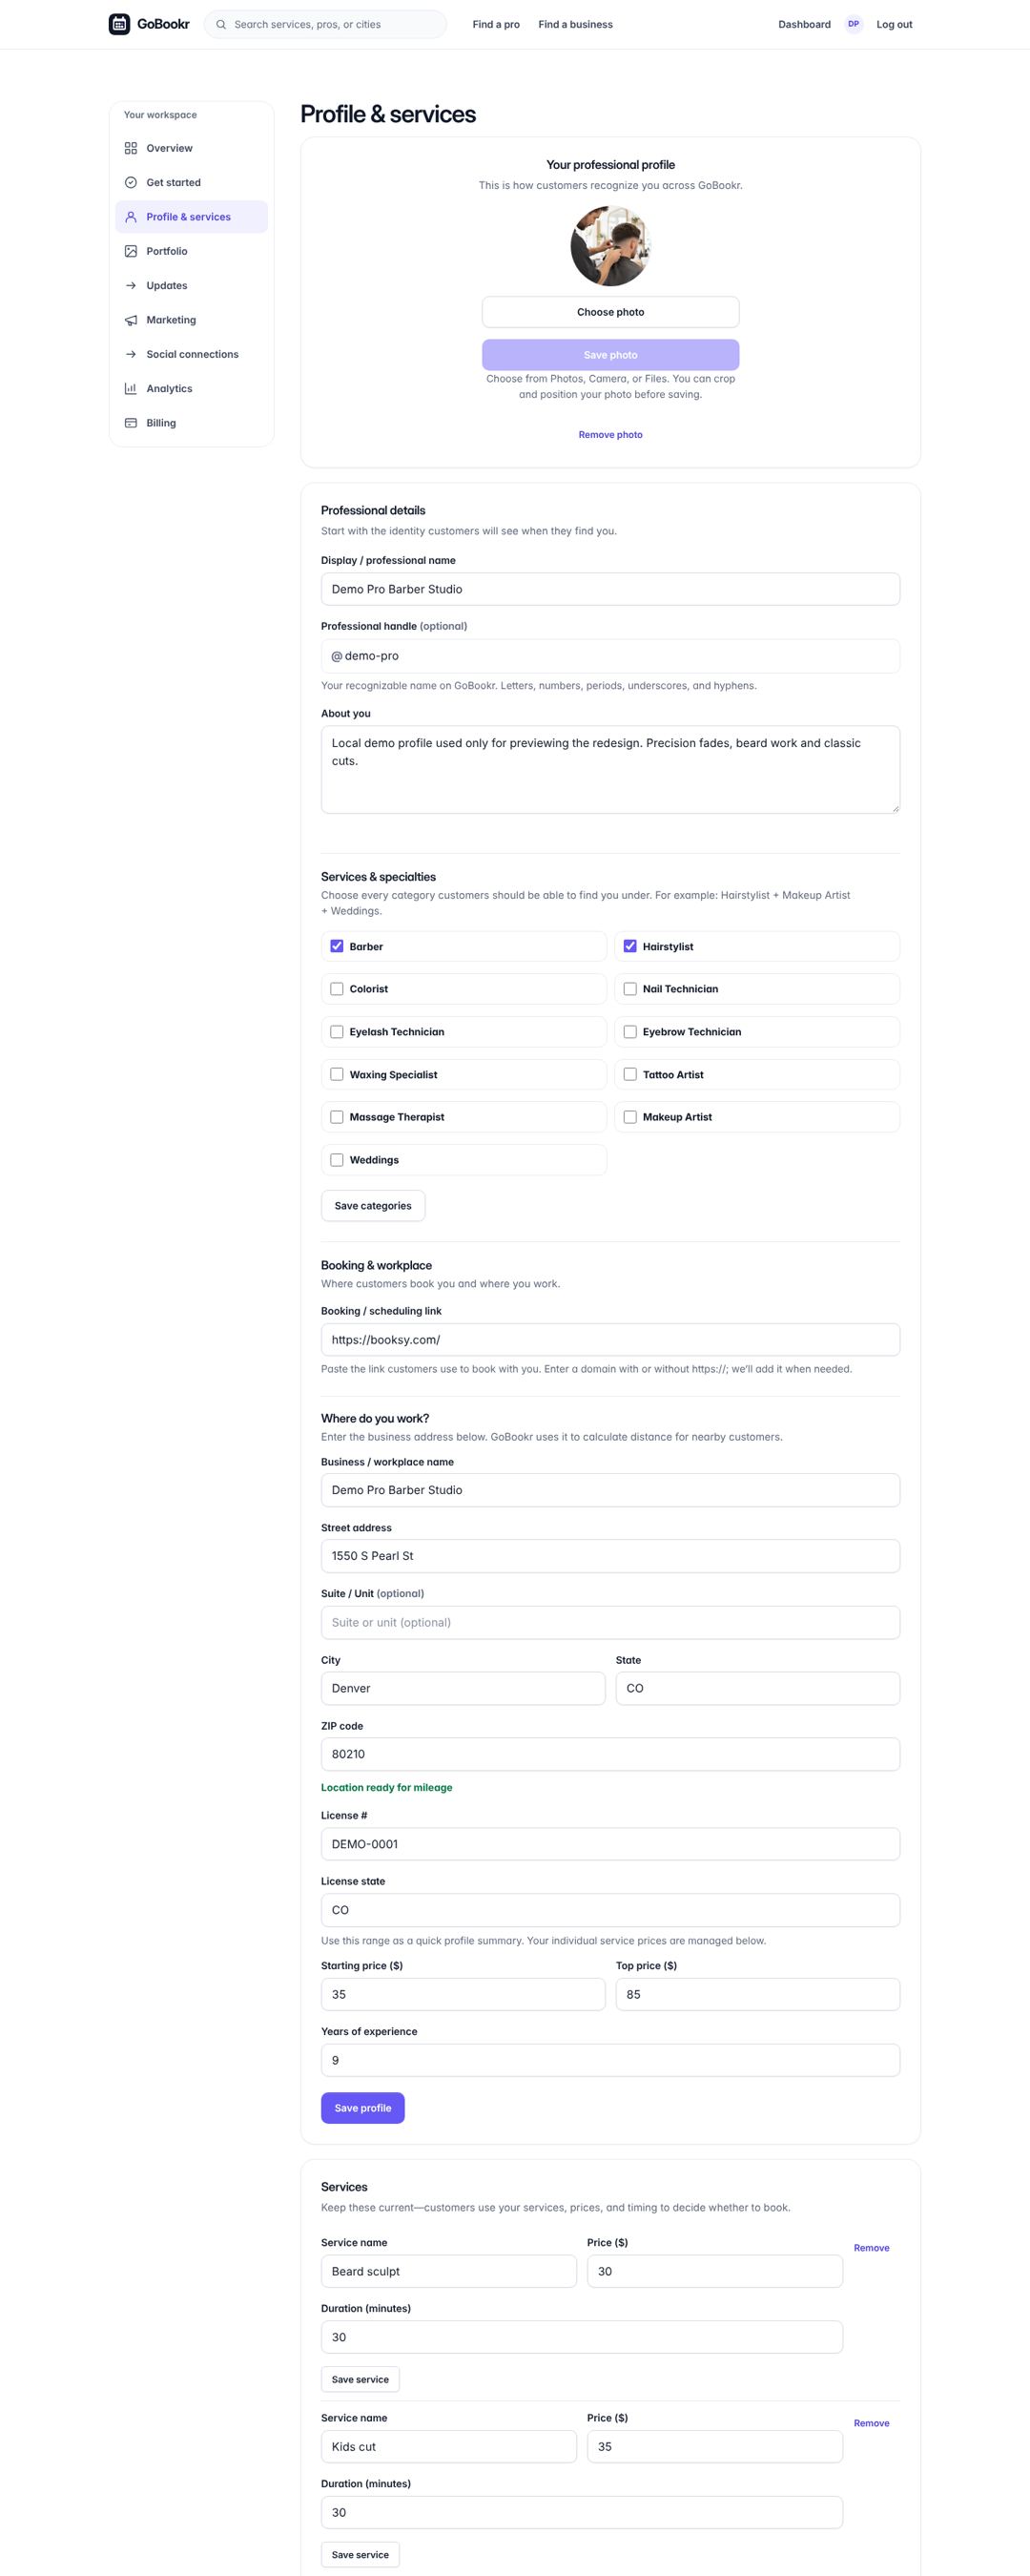 GoBookr
Search services, pros, or cities
Find a pro
Find a business
Dashboard
DP
Log out
Your workspace
Overview
Get started
Profile & services
Portfolio
Updates
Marketing
Social connections
Analytics
Billing
Profile & services
Your professional profile
This is how customers recognize you across GoBookr.
Choose photo
Save photo
Choose from Photos, Camera, or Files. You can crop
and position your photo before saving.
Remove photo
Professional details
Start with the identity customers will see when they find you.
Display / professional name
Demo Pro Barber Studio
Professional handle (optional)
@ demo-pro
Your recognizable name on GoBookr. Letters, numbers, periods, underscores, and hyphens.
About you
Local demo profile used only for previewing the redesign. Precision fades, beard work and classic
cuts.
Services & specialties
Choose every category customers should be able to find you under. For example: Hairstylist + Makeup Artist
+ Weddings.
Barber
Hairstylist
Colorist
Nail Technician
Eyelash Technician
Eyebrow Technician
Waxing Specialist
Tattoo Artist
Massage Therapist
Makeup Artist
Weddings
Save categories
Booking & workplace
Where customers book you and where you work.
Booking / scheduling link
https://booksy.com/
Paste the link customers use to book with you. Enter a domain with or without https://; we'll add it when needed.
Where do you work?
Enter the business address below. GoBookr uses it to calculate distance for nearby customers.
Business / workplace name
Demo Pro Barber Studio
Street address
1550 S Pearl St
Suite / Unit (optional)
Suite or unit (optional)
City
State
Denver
CO
ZIP code
80210
Location ready for mileage
License #
DEMO-0001
License state
CO
Use this range as a quick profile summary. Your individual service prices are managed below.
Starting price ($)
Top price ($)
35
85
Years of experience
9
Save profile
Services
Keep these current—customers use your services, prices, and timing to decide whether to book.
Service name
Price ($)
Remove
Beard sculpt
30
Duration (minutes)
30
Save service
Service name
Price ($)
Remove
Kids cut
35
Duration (minutes)
30
Save service